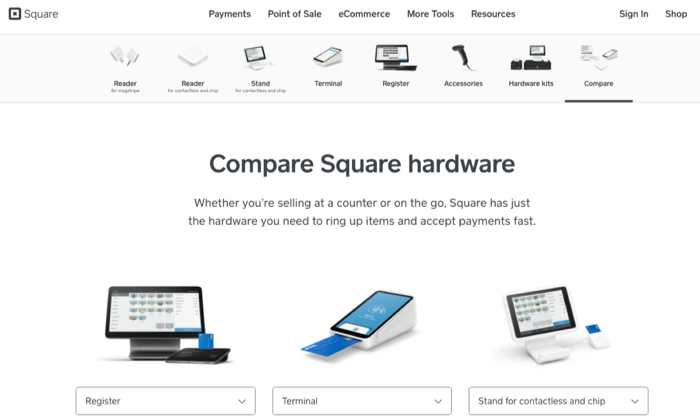 Square
Payments Point of Sale eCommerce More Tools Resources Sign In Shop
Reader
for magstripe
Reader
for contactless and chip
Stand
for contactless and chip
Terminal
Register
Accessories
Hardware kits
Compare
Compare Square hardware
Whether you're selling at a counter or on the go, Square has just
the hardware you need to ring up items and accept payments fast.
Register
Terminal
Stand for contactless and chip